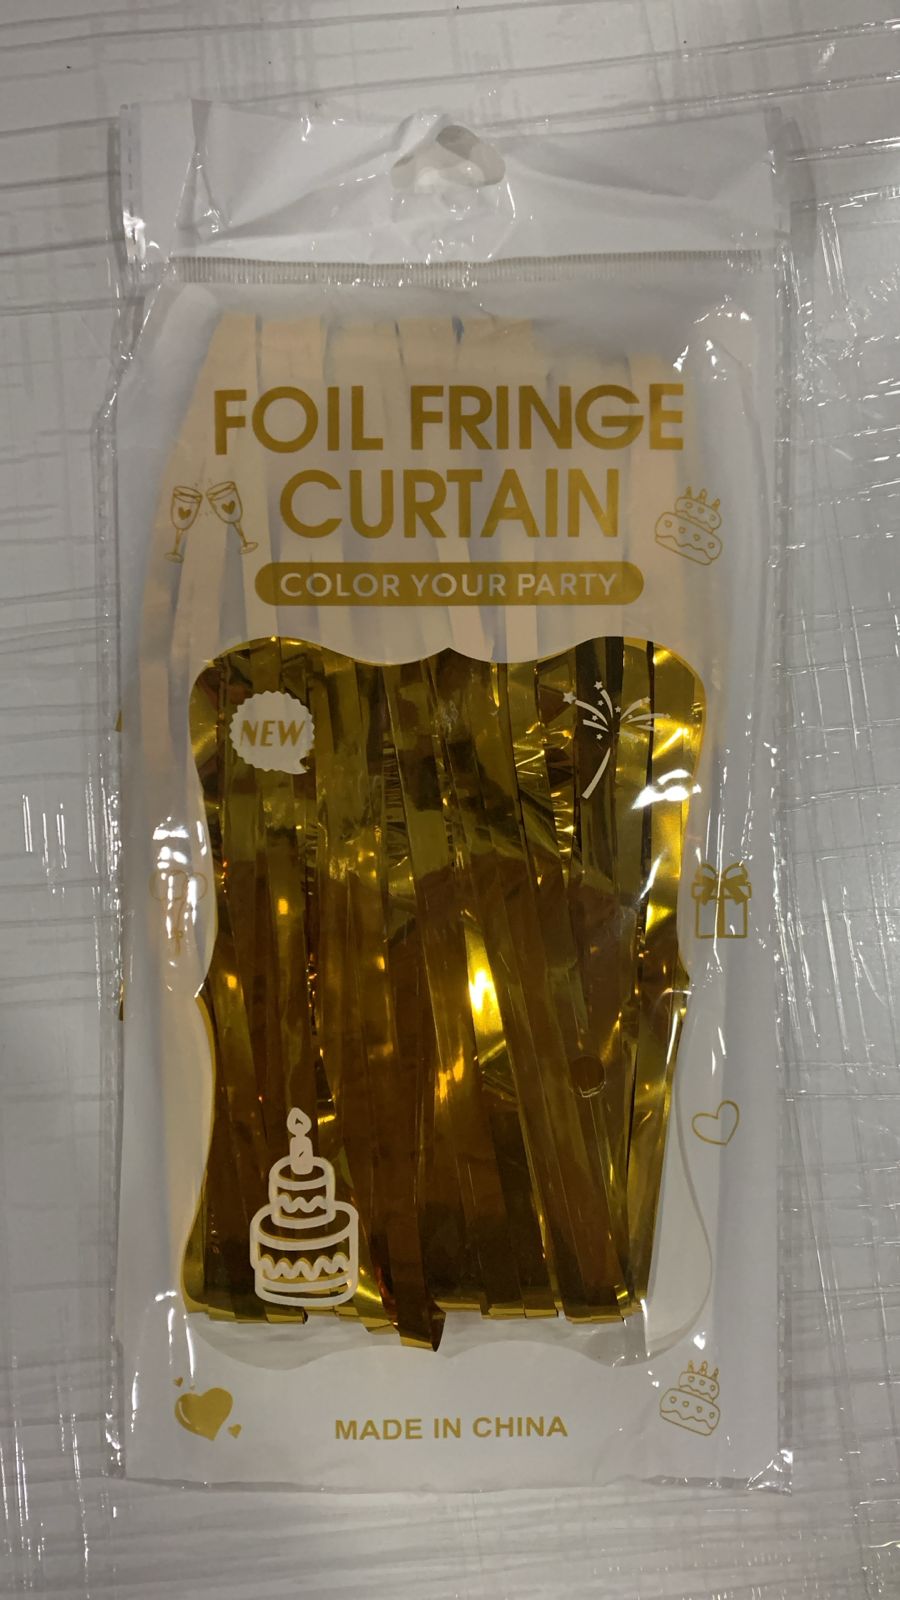 FOIL FRINGE
CURTAIN
COLOR YOUR PARTY
NEW
MADE IN CHINA